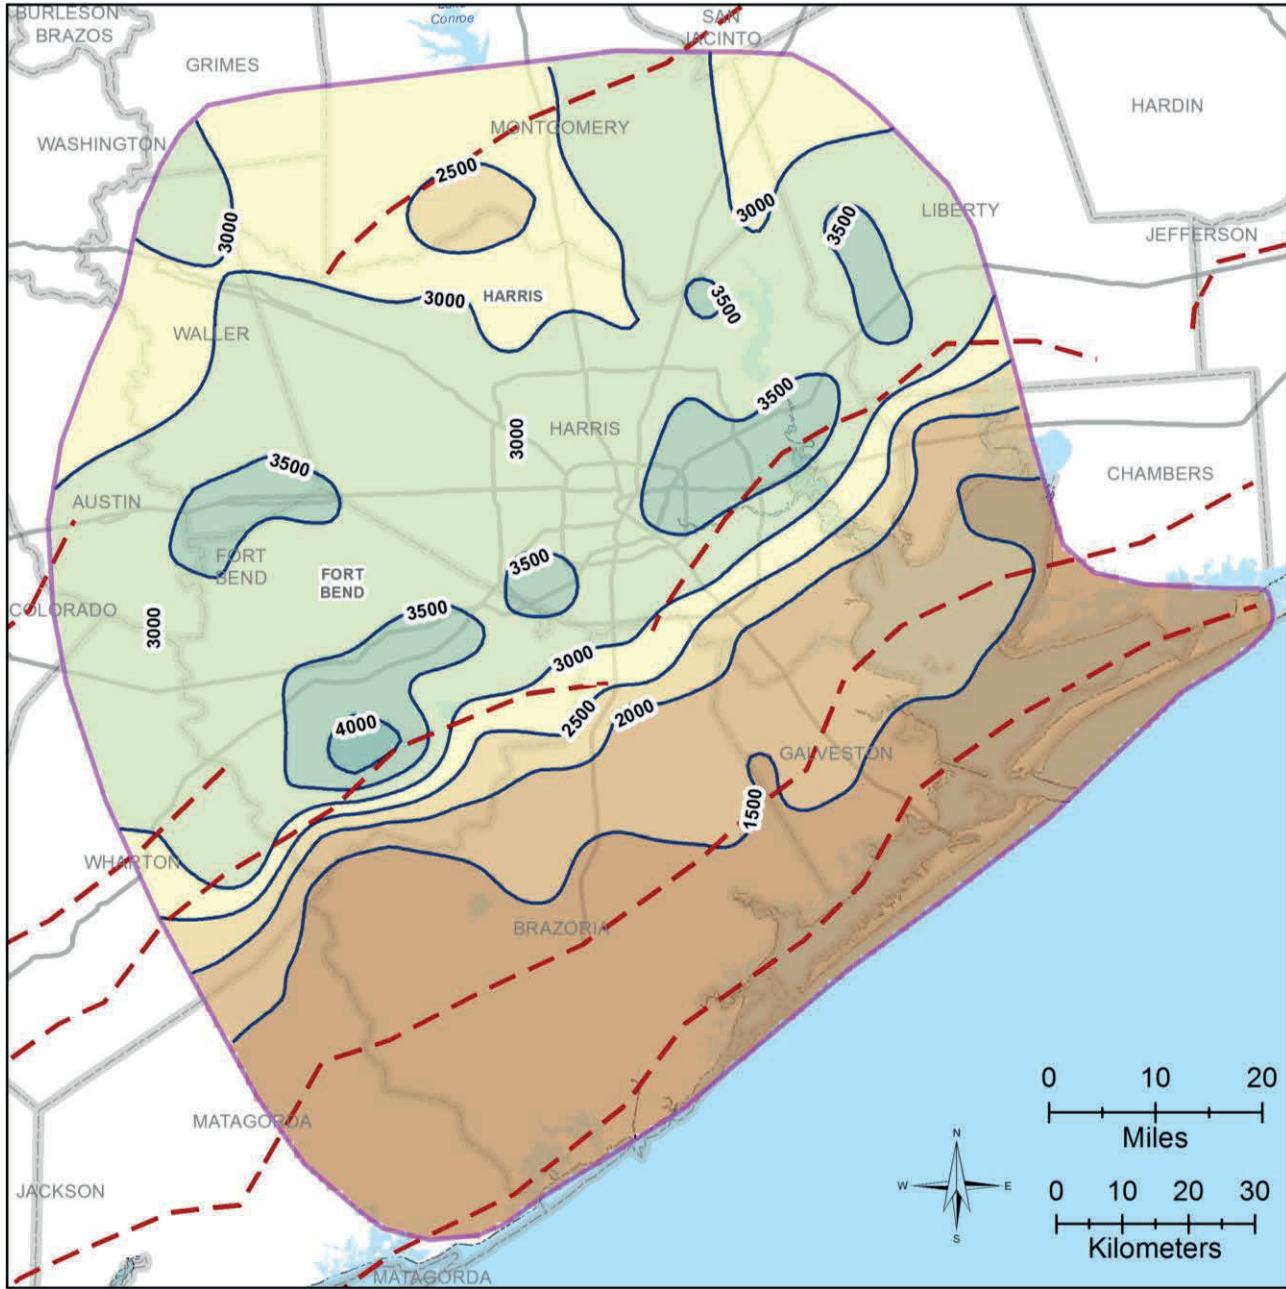 BURLESON
BRAZOS
Lake
Conroe
SAN
JACINTO
GRIMES
HARDIN
MONTGOMERY
WASHINGTON
2500
3000
LIBERTY
3500
3000
JEFFERSON
3000
HARRIS
3500
WALLER
3500
3000
HARRIS
3500
CHAMBERS
AUSTIN
FORT
BEND
3500
FORT
BEND
3500
COLORADO
3000
3000
4000
2500
2000
GALVESTON
1500
WHARTON
BRAZORIA
0 10 20
Miles
MATAGORDA
N
W E
S
JACKSON
0 10 20 30
Kilometers
MATAGORDA